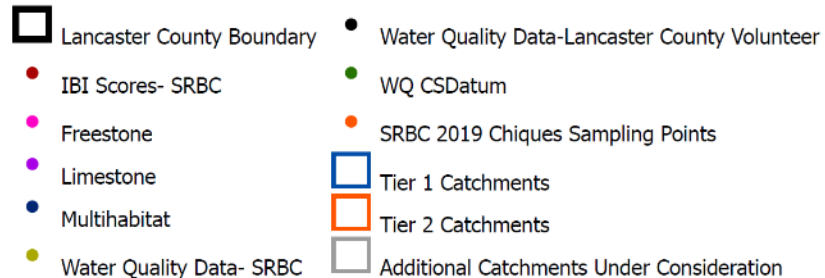 Lancaster County Boundary
IBI Scores- SRBC
Freestone
Limestone
Multihabitat
Water Quality Data- SRBC
Water Quality Data-Lancaster County Volunteer
WQ CSDatum
SRBC 2019 Chiques Sampling Points
Tier 1 Catchments
Tier 2 Catchments
Additional Catchments Under Consideration